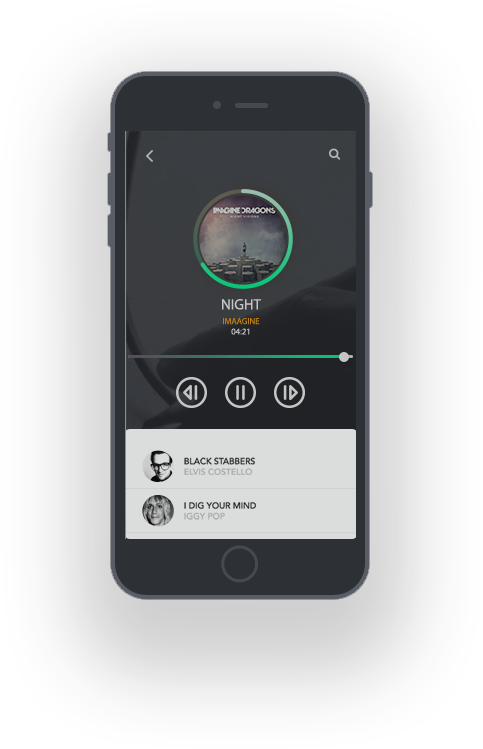 IMAGINE DRAGONS
NIGHT VISIONS
NIGHT
IMAAGINE
04:21
BLACK STABBERS
ELVIS COSTELLO
I DIG YOUR MIND
IGGY POP